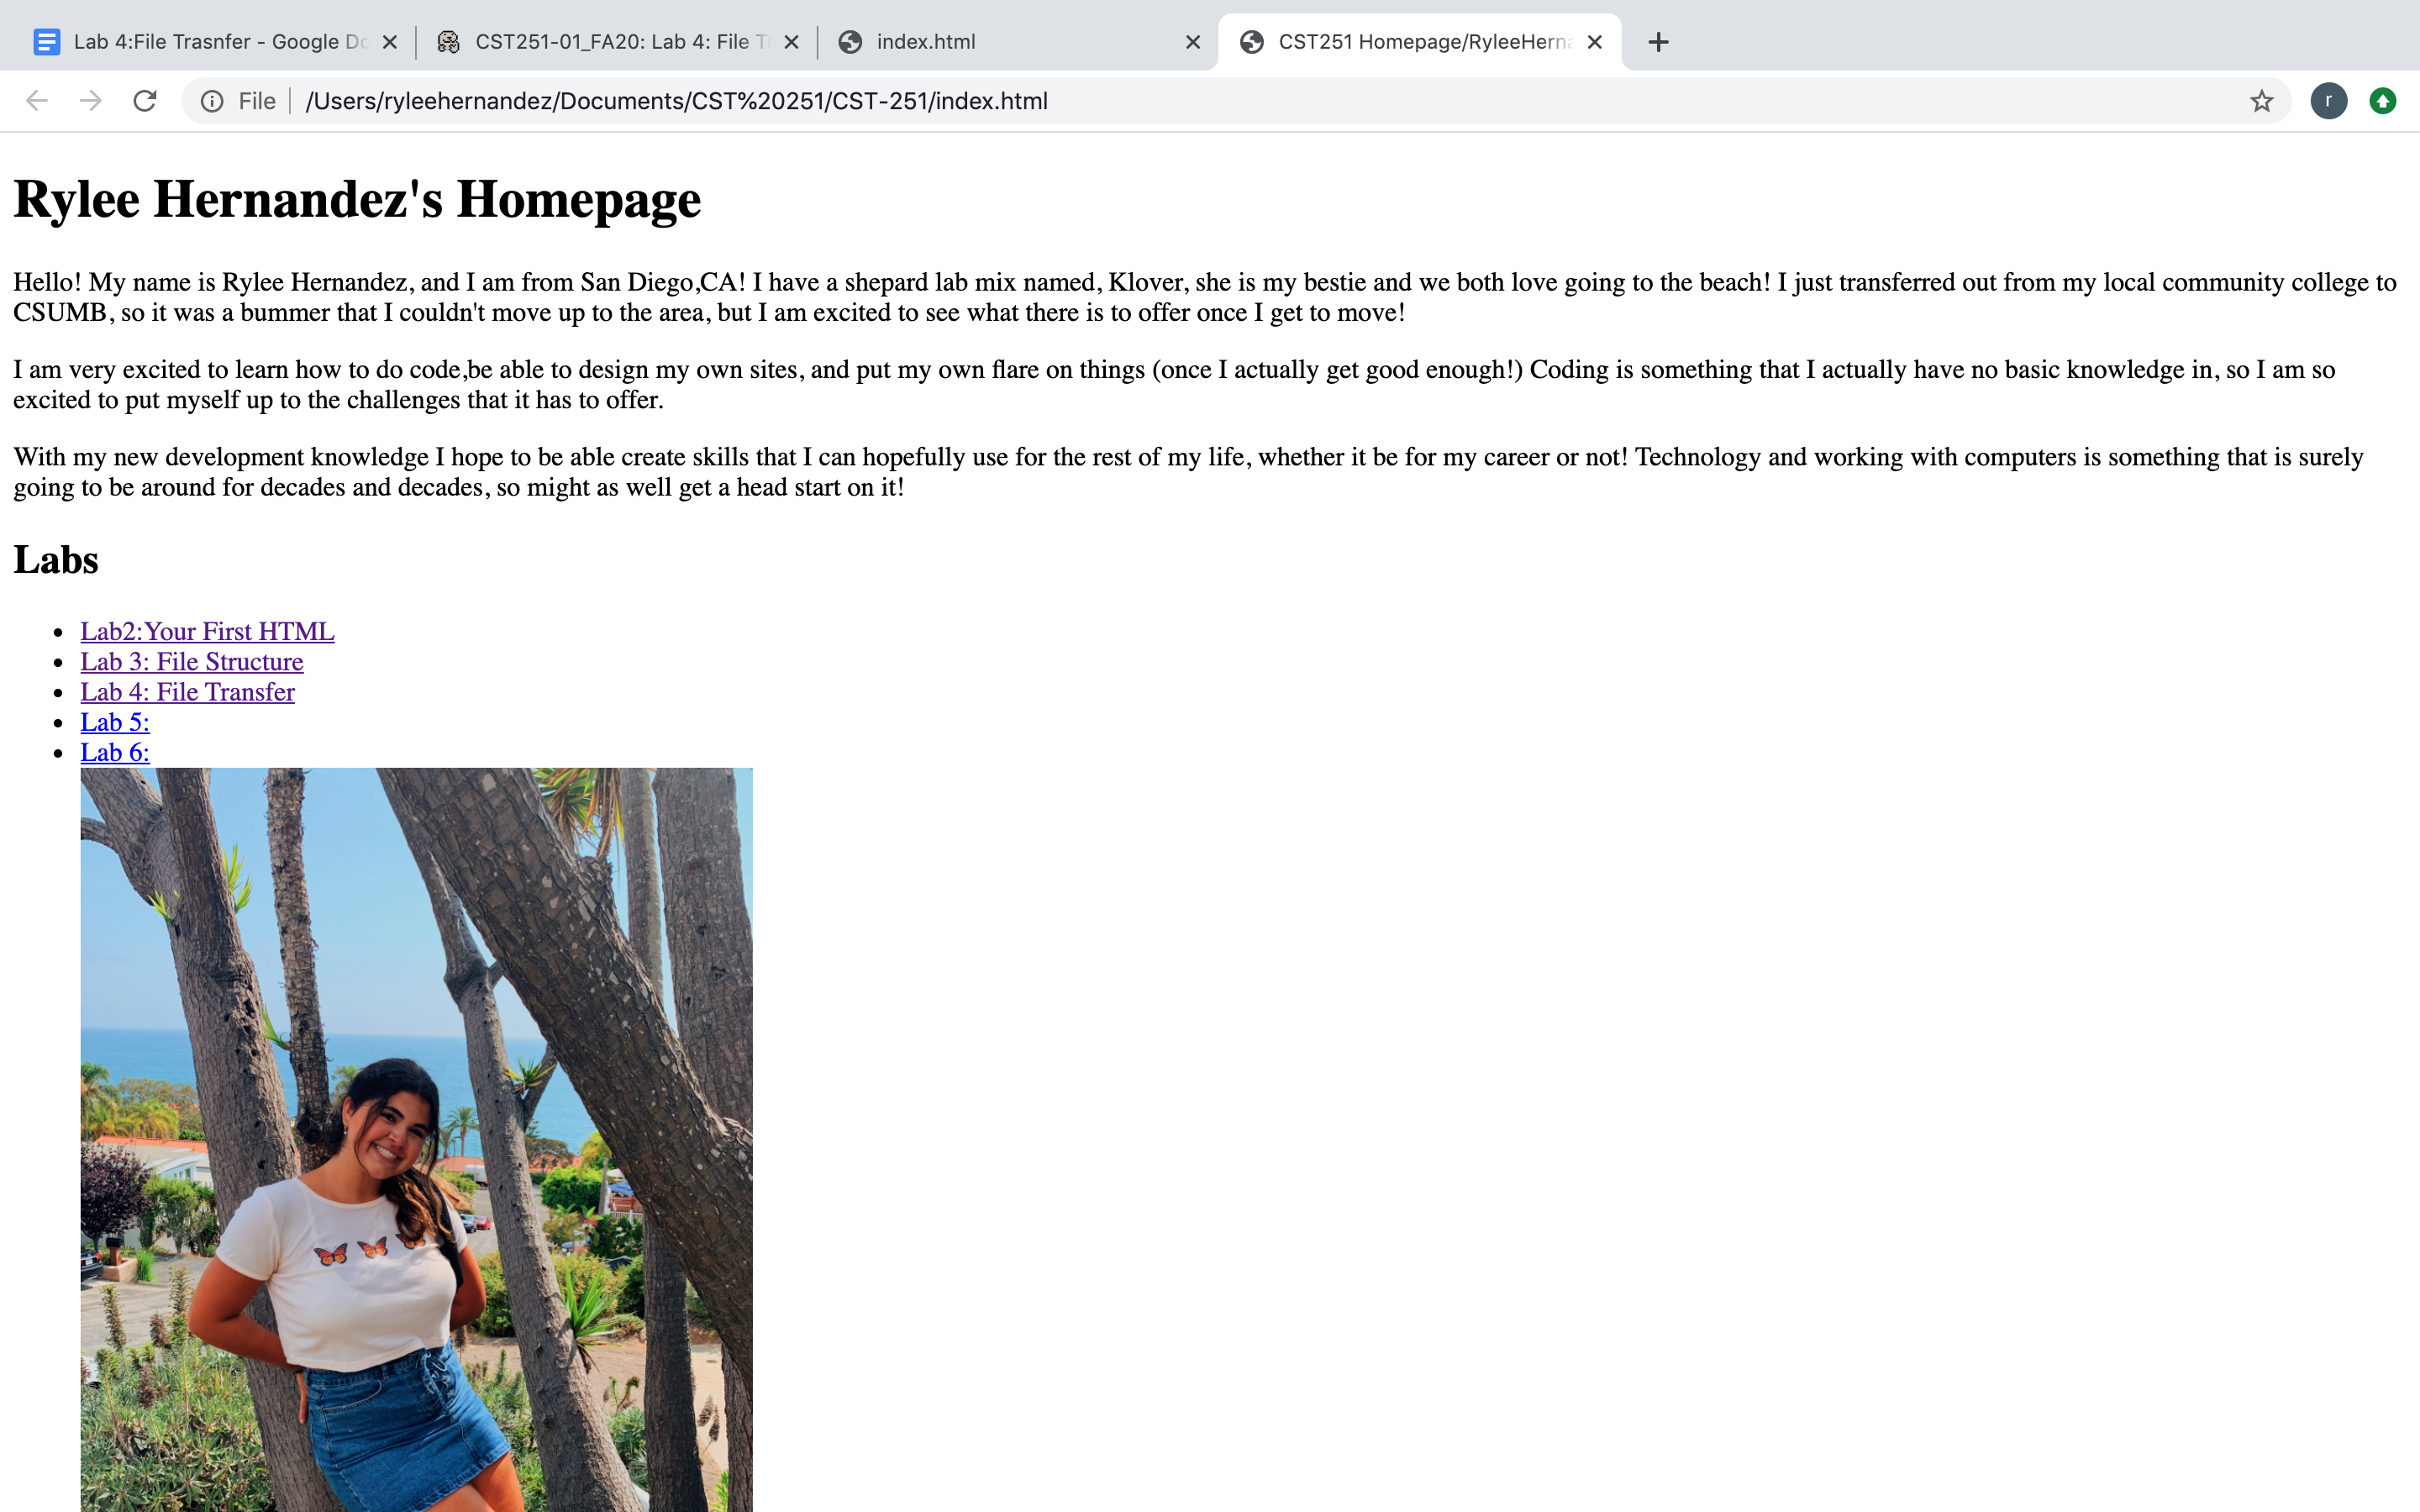 Lab 4:File Trasnfer - Google Do
CST251-01_FA20: Lab 4: File T
index.html
CST251 Homepage/RyleeHerna
File
/Users/ryleehernandez/Documents/CST%20251/CST-251/index.html
r
Rylee Hernandez's Homepage
Hello! My name is Rylee Hernandez, and I am from San Diego,CA! I have a shepard lab mix named, Klover, she is my bestie and we both love going to the beach! I just transferred out from my local community college to
CSUMB, so it was a bummer that I couldn't move up to the area, but I am excited to see what there is to offer once I get to move!
I am very excited to learn how to do code,be able to design my own sites, and put my own flare on things (once I actually get good enough!) Coding is something that I actually have no basic knowledge in, so I am so
excited to put myself up to the challenges that it has to offer.
With my new development knowledge I hope to be able create skills that I can hopefully use for the rest of my life, whether it be for my career or not! Technology and working with computers is something that is surely
going to be around for decades and decades, so might as well get a head start on it!
Labs
Lab2:Your First HTML
Lab 3: File Structure
Lab 4: File Transfer
Lab 5:
Lab 6: